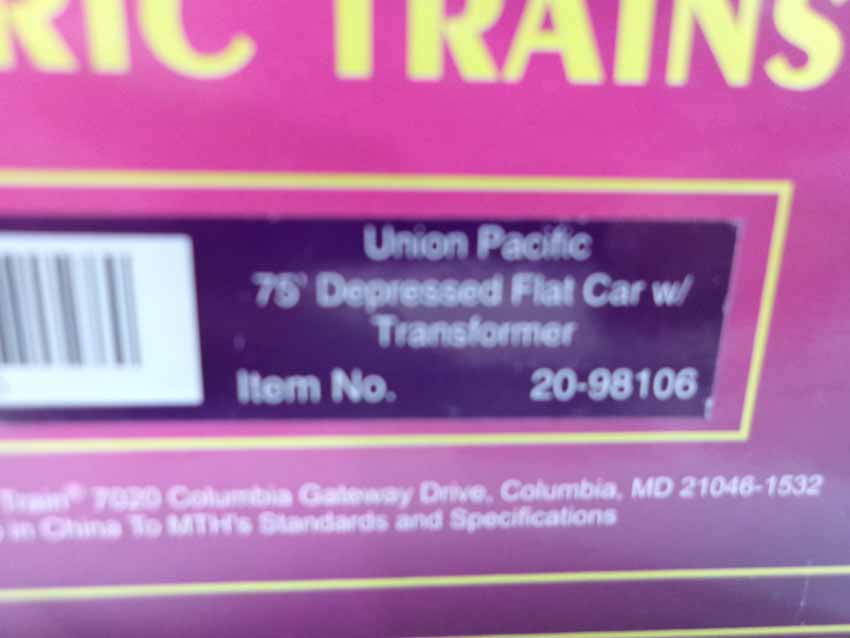 RIC TRAINS
Union Pacific
75' Depressed Flat Car w/
Transformer
Item No. 20-98106
Train® 7020 Columbia Gateway Drive, Columbia, MD 21046-1532
in China To MTH's Standards and Specifications